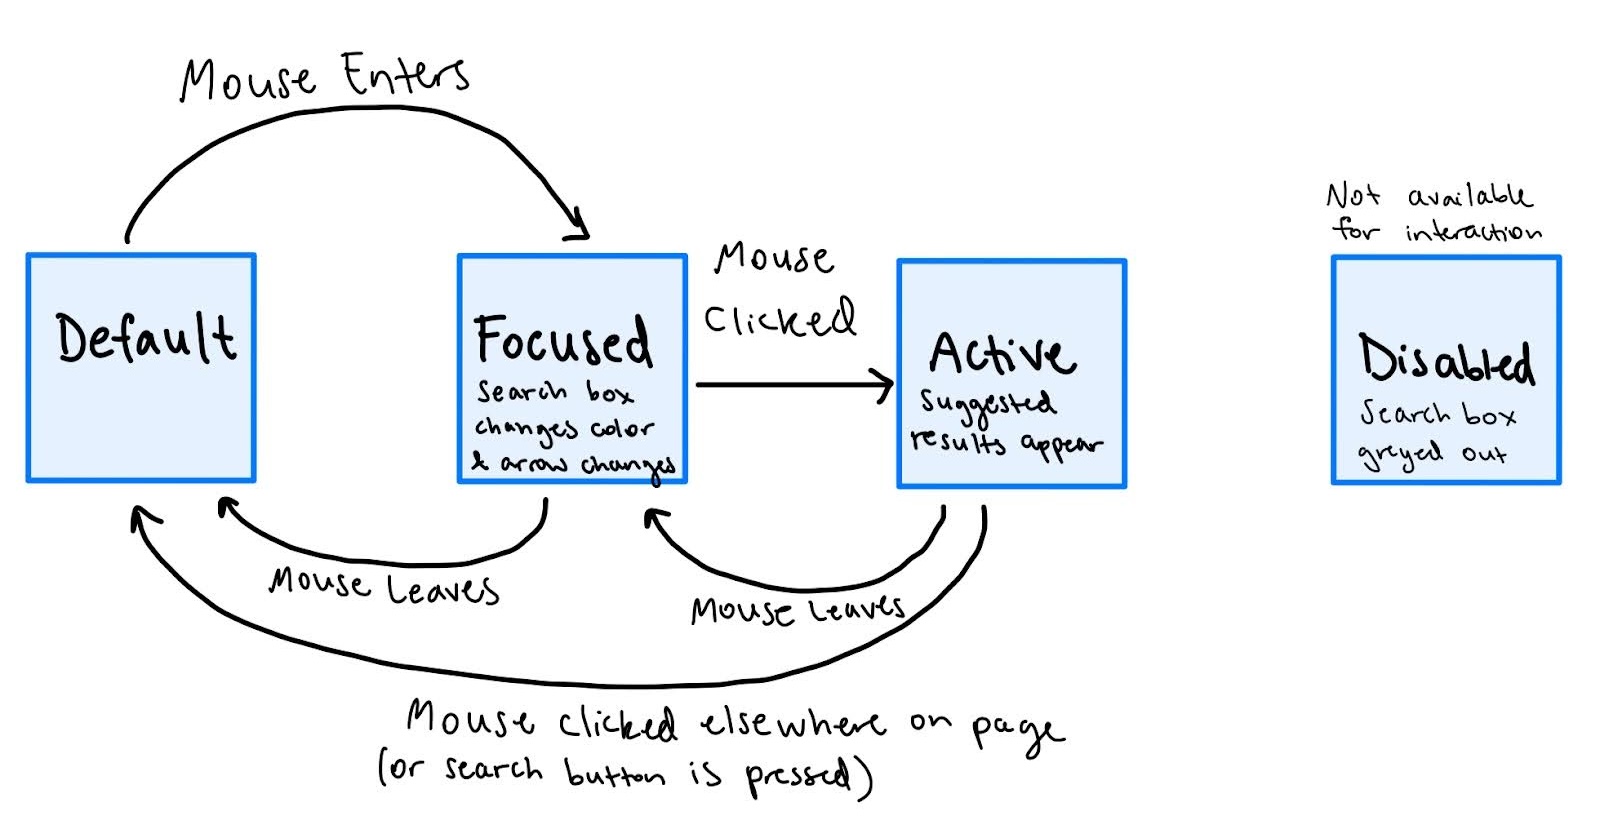 Mouse Enters
Default
Focused
Search box
changes color
& arrow changes
Mouse
Clicked
Active
Suggested
results appear
Not available
for interaction
Disabled
Search box
greyed out
Mouse Leaves
Mouse Leaves
Mouse clicked elsewhere on page
(or search button is pressed)